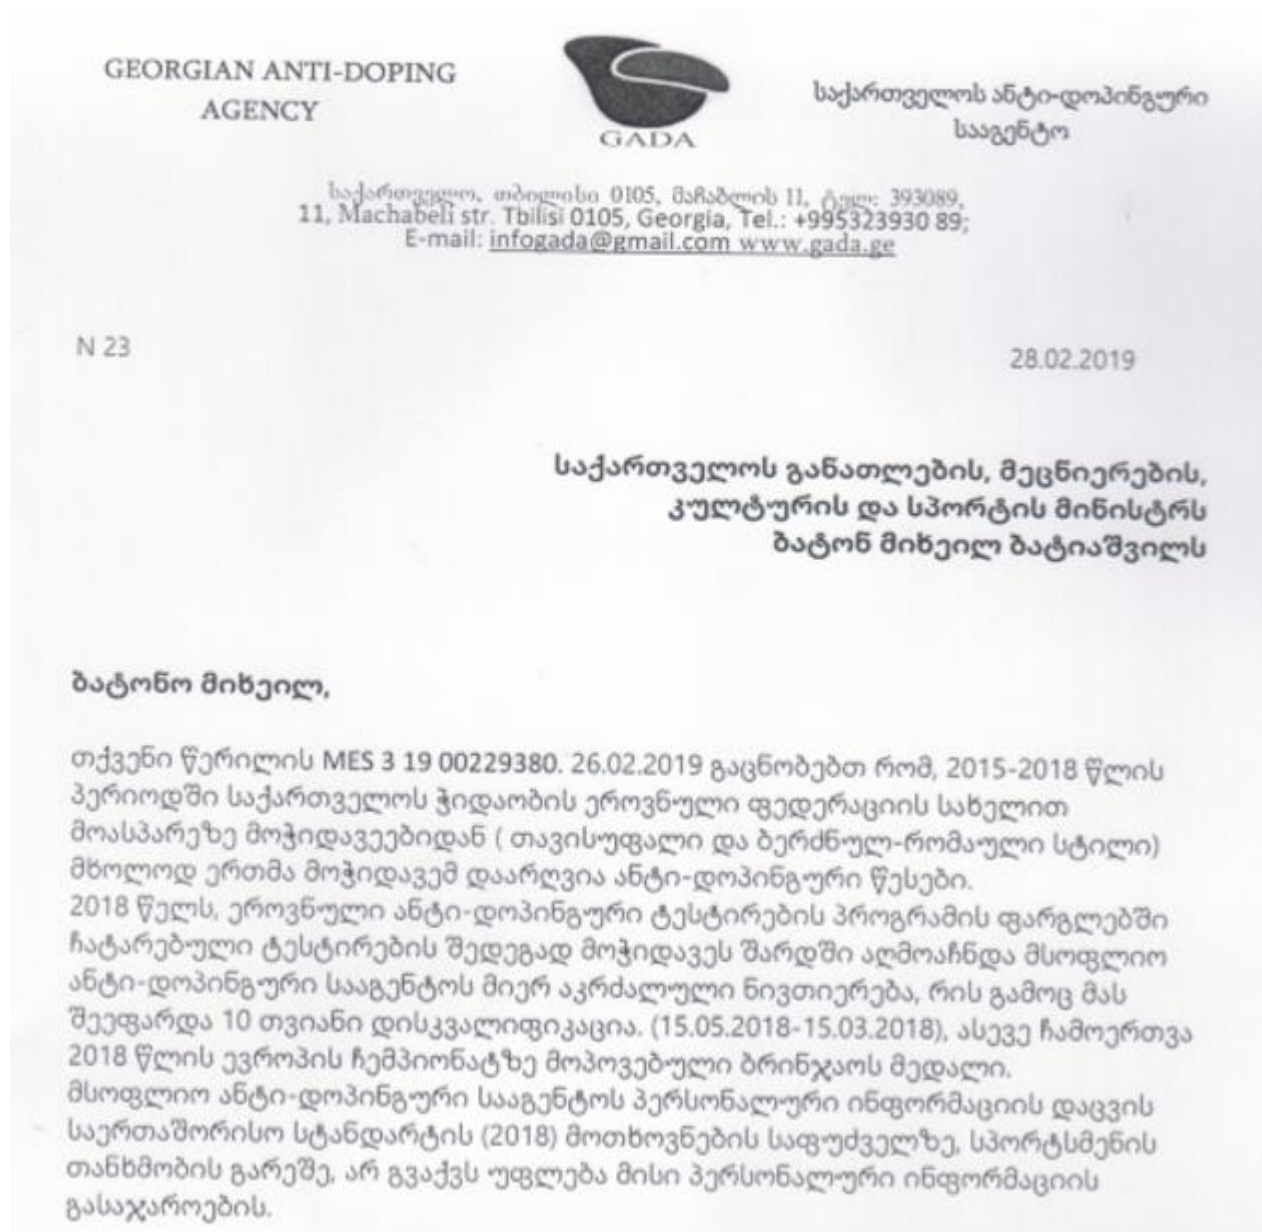 GEORGIAN ANTI-DOPING
AGENCY
GADA
საქართველოს ანტი-დოპინგური
სააგენტო
საქართველო, თბილისი 0105, მაჩაბლის 11, ტელ: 393089,
11, Machabeli str. Tbilisi 0105, Georgia, Tel.: +995323930 89;
E-mail: infogada@gmail.com www.gada.ge
N 23
28.02.2019
საქართველოს განათლების, მეცნიერების,
კულტურის და სპორტის მინისტრს
ბატონ მიხეილ ბატიაშვილს
ბატონო მიხეილ,
თქვენი წერილის MES 3 19 00229380. 26.02.2019 გაცნობებთ რომ, 2015-2018 წლის
პერიოდში საქართველოს ჭიდაობის ეროვნული ფედერაციის სახელით
მოასპარეზე მოჭიდავეებიდან ( თავისუფალი და ბერძნულ-რომაული სტილი)
მხოლოდ ერთმა მოჭიდავემ დაარღვია ანტი-დოპინგური წესები.
2018 წელს, ეროვნული ანტი-დოპინგური ტესტირების პროგრამის ფარგლებში
ჩატარებული ტესტირების შედეგად მოჭიდავეს შარდში აღმოაჩნდა მსოფლიო
ანტი-დოპინგური სააგენტოს მიერ აკრძალული ნივთიერება, რის გამოც მას
შეეფარდა 10 თვიანი დისკვალიფიკაცია. (15.05.2018-15.03.2018), ასევე ჩამოერთვა
2018 წლის ევროპის ჩემპიონატზე მოპოვებული ბრინჯაოს მედალი.
მსოფლიო ანტი-დოპინგური სააგენტოს პერსონალური ინფორმაციის დაცვის
საერთაშორისო სტანდარტის (2018) მოთხოვნების საფუძველზე, სპორტსმენის
თანხმობის გარეშე, არ გვაქვს უფლება მისი პერსონალური ინფორმაციის
გასაჯაროების.